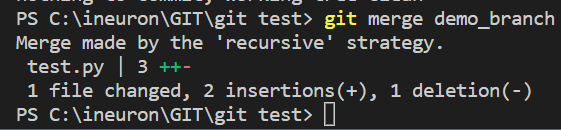 PS C:\ineuron\GIT\git test> git merge demo_branch
Merge made by the 'recursive' strategy.
 test.py | 3 ++-
 1 file changed, 2 insertions(+), 1 deletion(-)
PS C:\ineuron\GIT\git test>